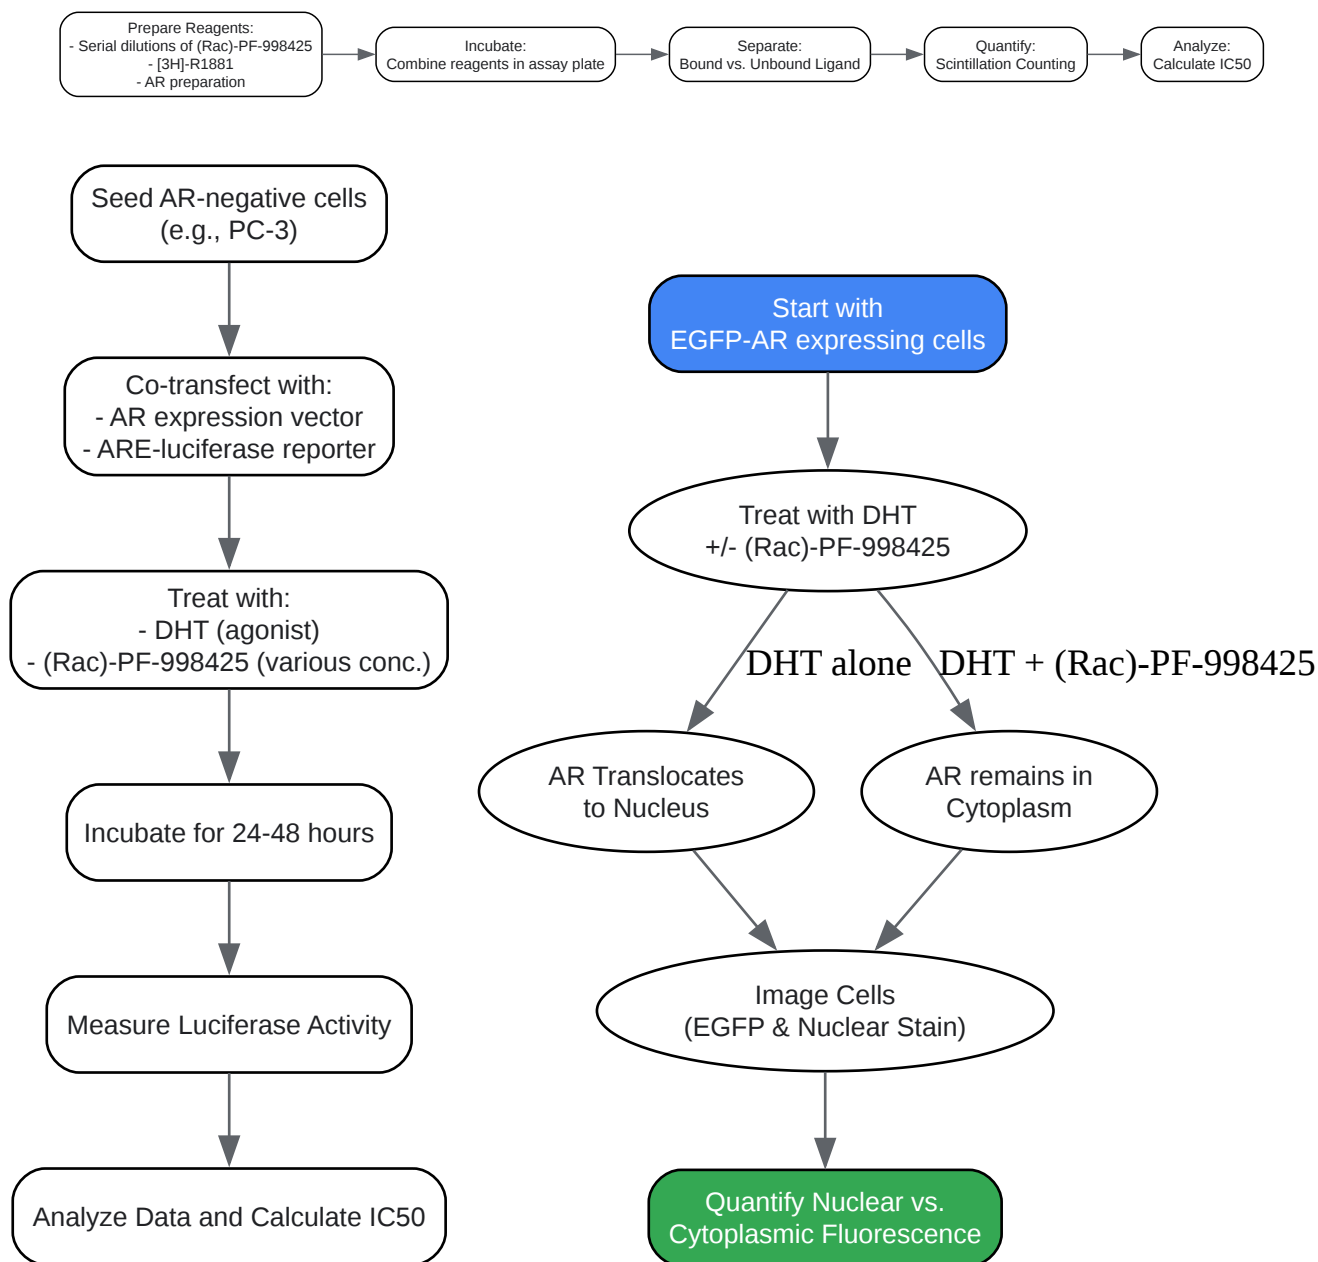 Prepare Reagents:
- Serial dilutions of (Rac)-PF-998425
- [3H]-R1881
- AR preparation
Incubate:
Combine reagents in assay plate
Separate:
Bound vs. Unbound Ligand
Quantify:
Scintillation Counting
Analyze:
Calculate IC50
Seed AR-negative cells
(e.g., PC-3)
Co-transfect with:
- AR expression vector
- ARE-luciferase reporter
Treat with:
- DHT (agonist)
- (Rac)-PF-998425 (various conc.)
Incubate for 24-48 hours
Measure Luciferase Activity
Analyze Data and Calculate IC50
Start with
EGFP-AR expressing cells
Treat with DHT
+/- (Rac)-PF-998425
DHT alone
DHT + (Rac)-PF-998425
AR Translocates
to Nucleus
AR remains in
Cytoplasm
Image Cells
(EGFP & Nuclear Stain)
Quantify Nuclear vs.
Cytoplasmic Fluorescence